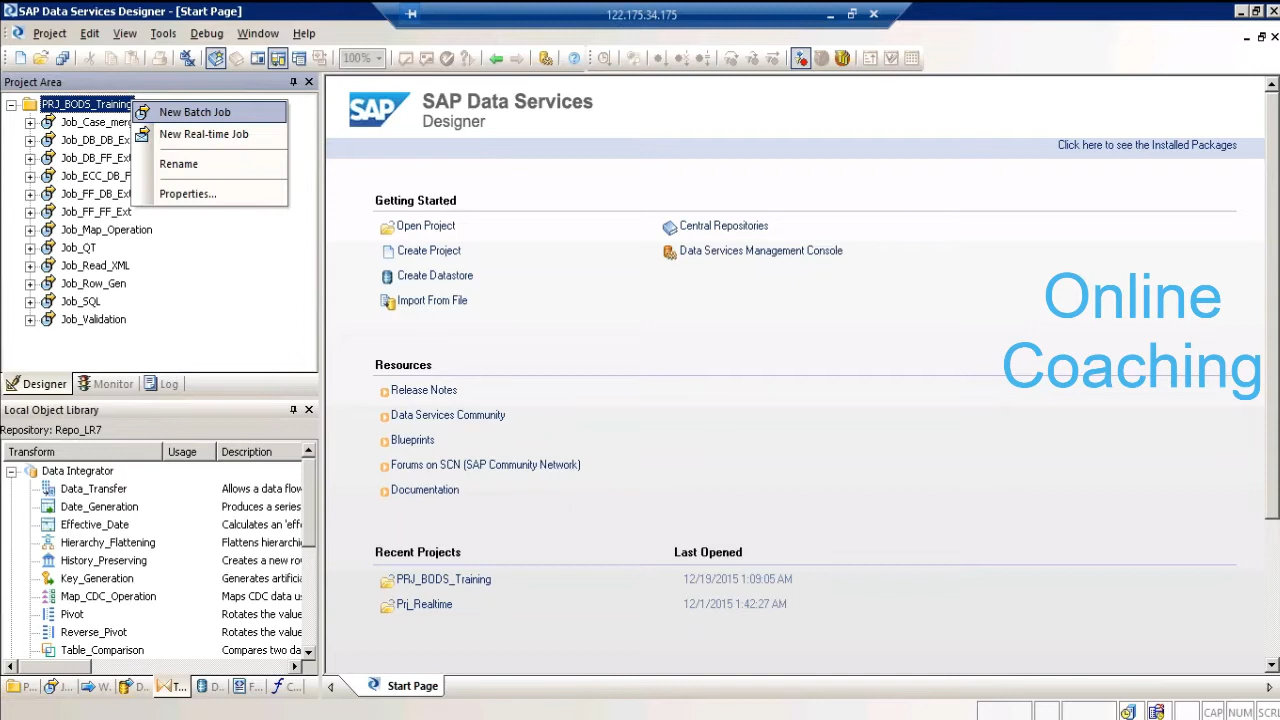 SAP Data Services Designer - [Start Page]
122.175.34.175
Project Edit View Tools Debug Window Help
100%
Project Area
PRJ_BODS_Training
New Batch Job
New Real-time Job
Rename
Properties...
Job_Case_merg
Job_DB_DB_Ex
Job_DB_FF_Ext
Job_ECC_DB_F
Job_FF_DB_Ex
Job_FF_FF_Ext
Job_Map_Operation
Job_QT
Job_Read_XML
Job_Row_Gen
Job_SQL
Job_Validation
Designer Monitor Log
Local Object Library
Repository: Repo_LR7
Transform Usage Description
Data Integrator
Data_Transfer Allows a data flow
Date_Generation Produces a series
Effective_Date Calculates an 'effe
Hierarchy_Flattening Flattens hierarchic
History_Preserving Creates a new ro
Key_Generation Generates artificia
Map_CDC_Operation Maps CDC data u
Pivot Rotates the value
Reverse_Pivot Rotates the value
Table_Comparison Compares two da
P... J... W. D.. T... D.. F... C...
SAP
SAP Data Services
Designer
Click here to see the Installed Packages
Getting Started
Open Project Central Repositories
Create Project Data Services Management Console
Create Datastore
Import From File
Online
Coaching
Resources
Release Notes
Data Services Community
Blueprints
Forums on SCN (SAP Community Network)
Documentation
Recent Projects Last Opened
PRJ_BODS_Training 12/19/2015 1:09:05 AM
Prj_Realtime 12/1/2015 1:42:27 AM
Start Page
CAP NUM SCRL